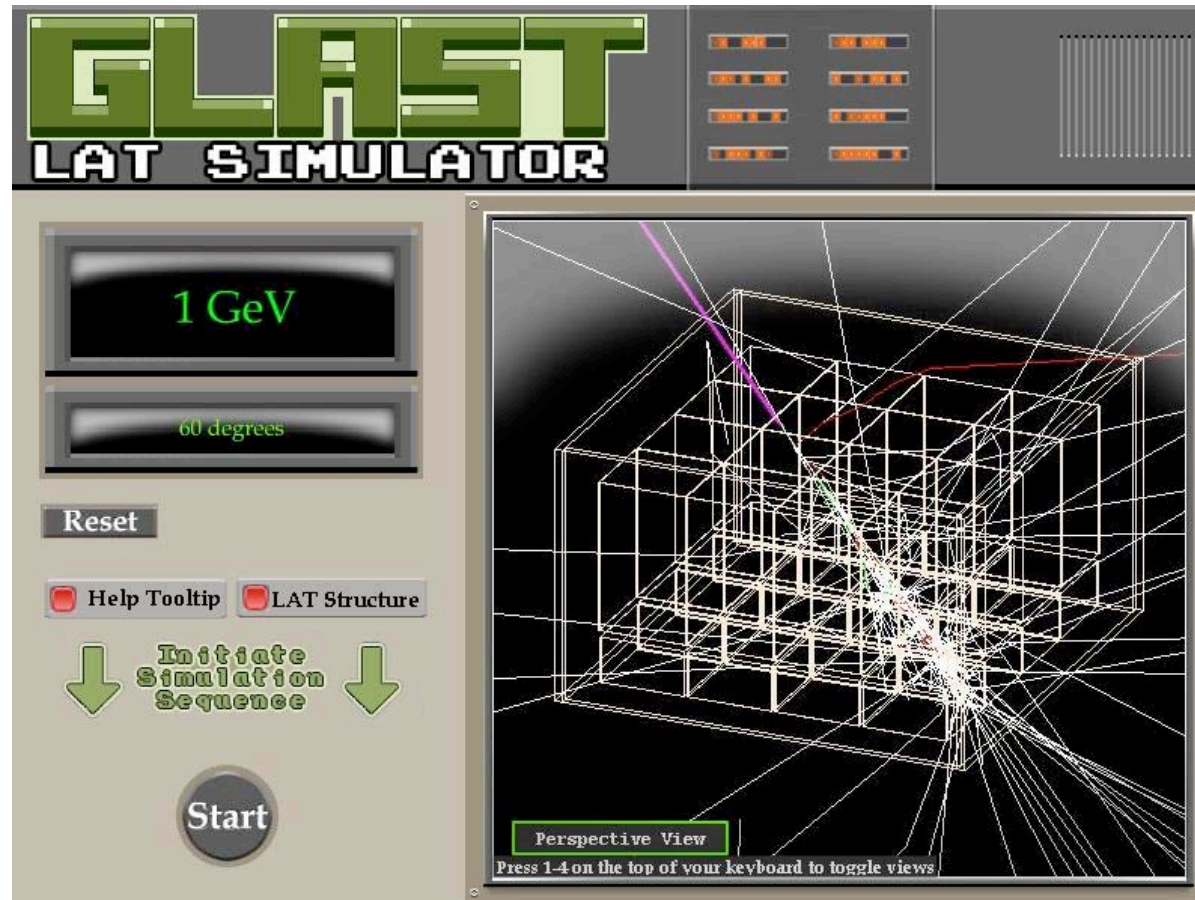 GLAST
LAT SIMULATOR
1 GeV
60 degrees
Reset
Help Tooltip
LAT Structure
Initiate
Simulation
Sequence
Start
Perspective View
Press 1-4 on the top of your keyboard to toggle views